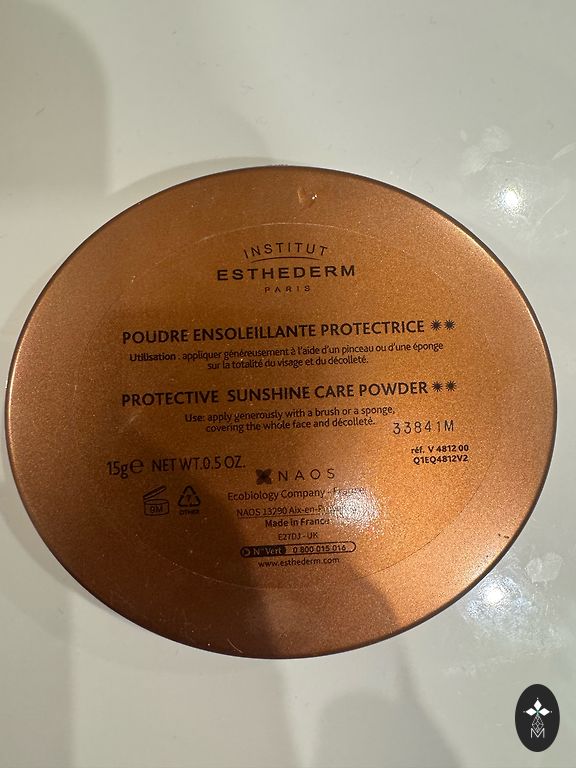 INSTITUT
ESTHEDERM
PARIS
POUDRE ENSOLEILLANTE PROTECTRICE ✷✷
Utilisation : appliquer généreusement à l'aide d'un pinceau ou d'une éponge
sur la totalité du visage et du décolleté.
PROTECTIVE SUNSHINE CARE POWDER ✷✷
Use: apply generously with a brush or a sponge,
covering the whole face and décolleté.
33841M
réf. V 4812 00
Q1EQ4812V2
15g℮ NET WT.0.5 OZ.
NAOS
Ecobiology Company - France
7
OTHER
NAOS 13290 Aix-en-
Made in France
E27DJ - UK
N° Vert 0 800 015 016
www.esthederm.com
M